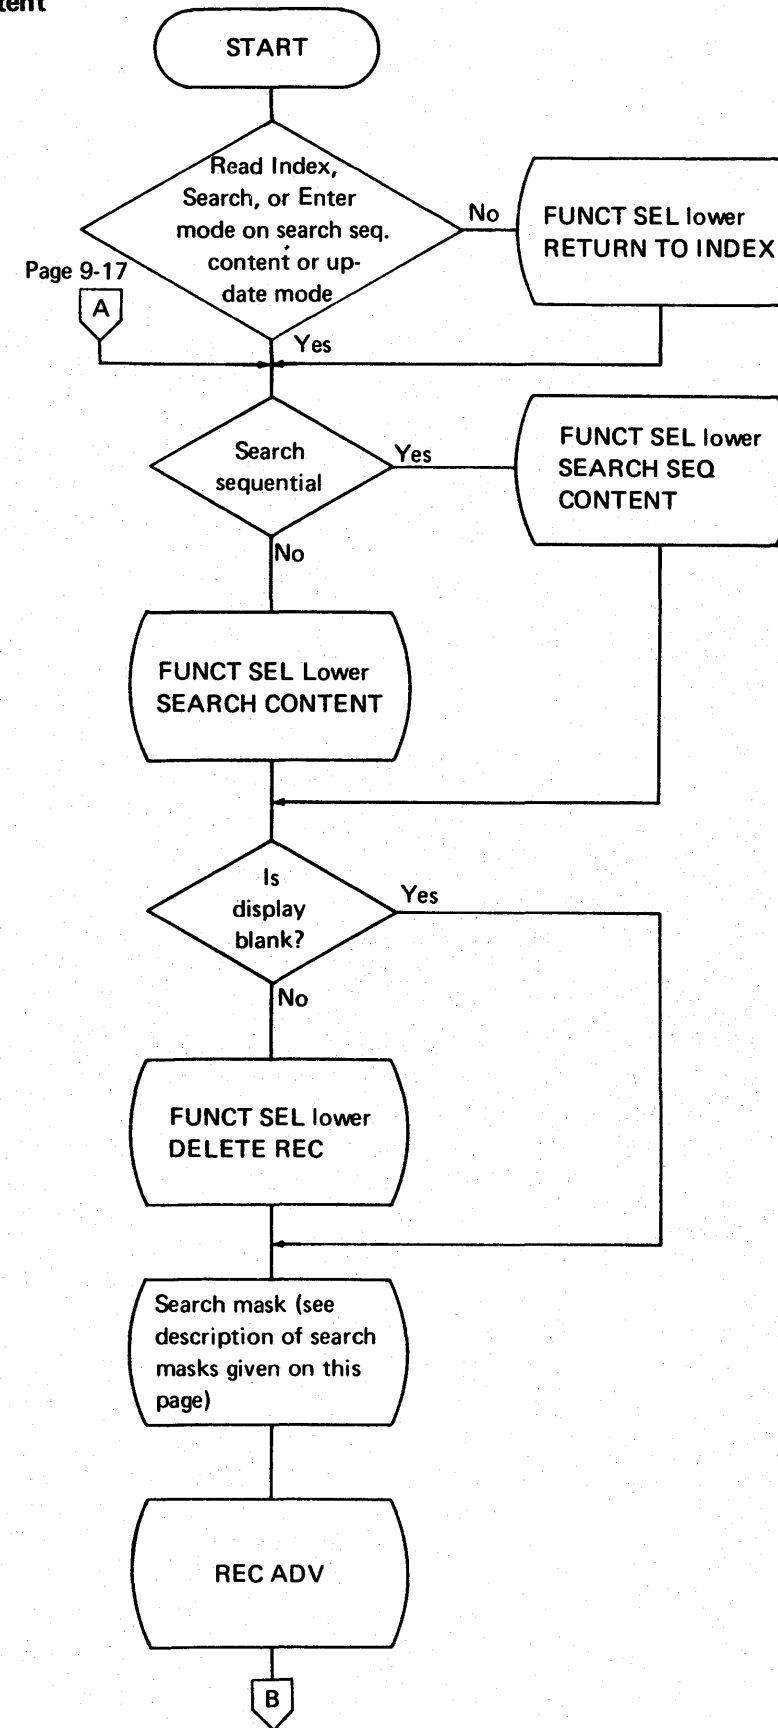 START
Read Index,
Search, or Enter
mode on search seq.
content or up-
date mode
No
FUNCT SEL lower
RETURN TO INDEX
Page 9-17
A
Yes
Search
sequential
Yes
FUNCT SEL lower
SEARCH SEQ
CONTENT
No
FUNCT SEL Lower
SEARCH CONTENT
Is
display
blank?
Yes
No
FUNCT SEL lower
DELETE REC
Search mask (see
description of search
masks given on this
page)
REC ADV
B